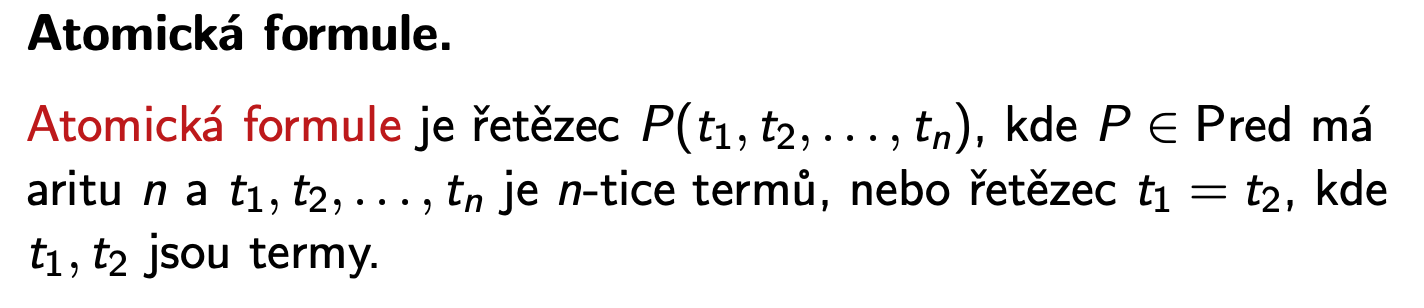 Atomická formule.
Atomická formule je řetězec P(t₁, t₂, . . . , tₙ), kde P ∈ Pred má
aritu n a t₁, t₂, . . . , tₙ je n-tice termů, nebo řetězec t₁ = t₂, kde
t₁, t₂ jsou termy.